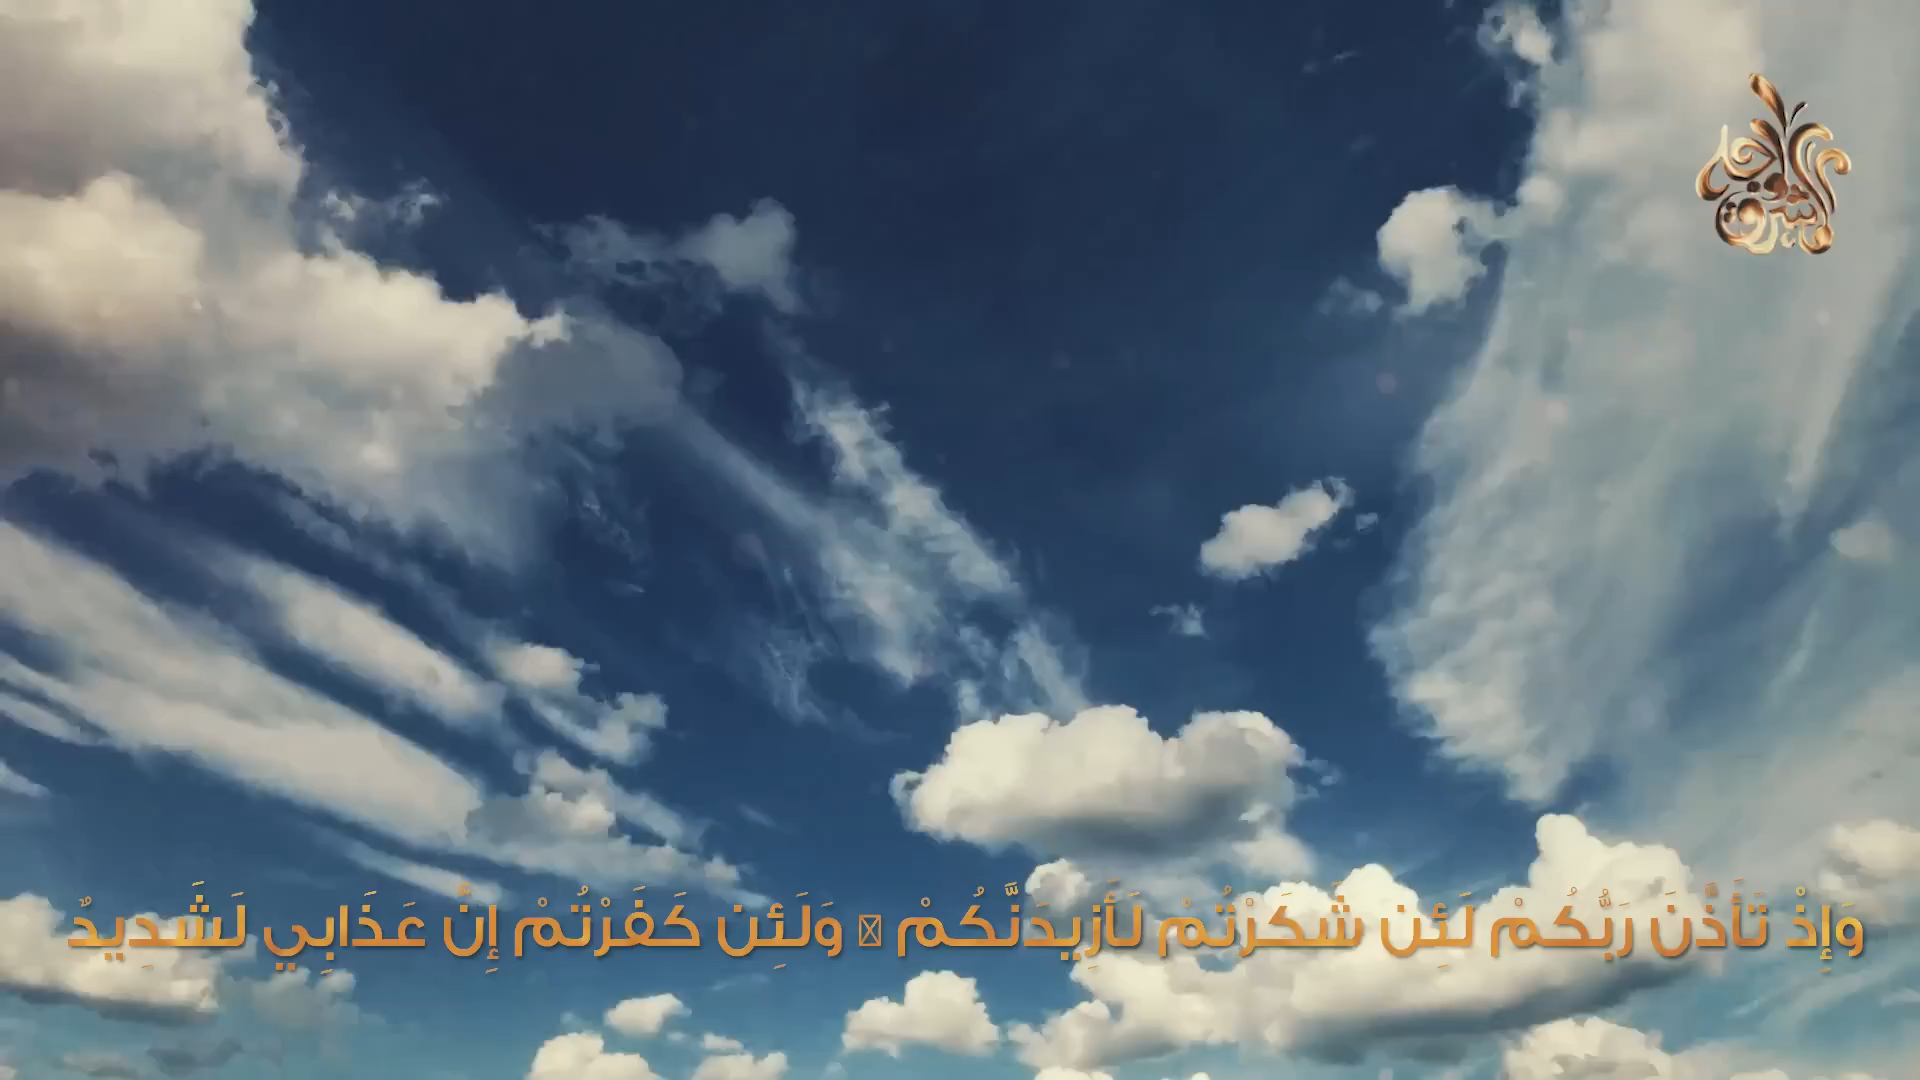 وَإِذْ تَأَذَّنَ رَبُّكُمْ لَئِن شَكَرْتُمْ لَأَزِيدَنَّكُمْ وَلَئِن كَفَرْتُمْ إِنَّ عَذَابِي لَشَدِيدٌ